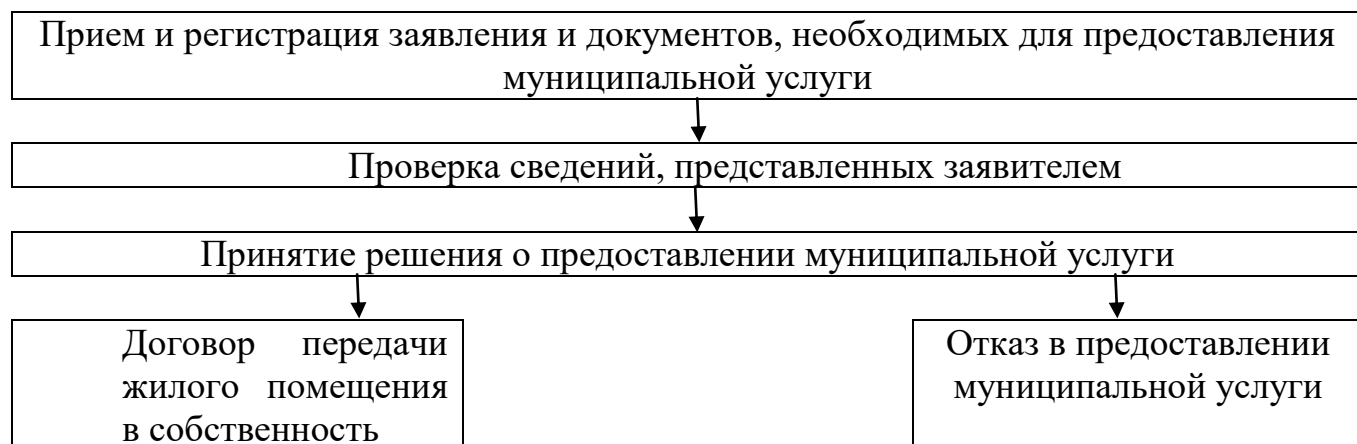 Прием и регистрация заявления и документов, необходимых для предоставления
муниципальной услуги
Проверка сведений, представленных заявителем
Принятие решения о предоставлении муниципальной услуги
Договор передачи
жилого помещения
в собственность
Отказ в предоставлении
муниципальной услуги